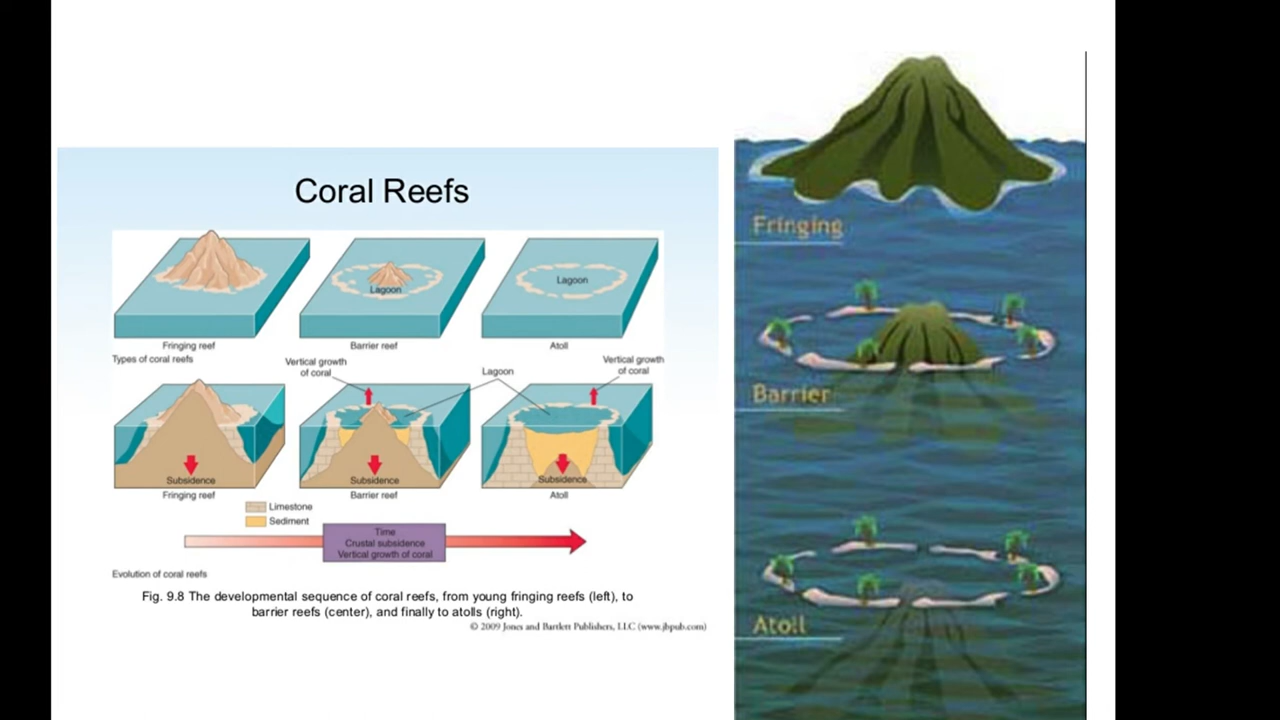 Coral Reefs
Lagoon
Lagoon
Fringing reef
Barrier reef
Atoll
Types of coral reefs
Vertical growth
of coral
Lagoon
Vertical growth
of coral
Subsidence
Subsidence
Subsidence
Fringing reef
Barrier reef
Atoll
Limestone
Sediment
Time
Crustal subsidence
Vertical growth of coral
Evolution of coral reefs
Fig. 9.8 The developmental sequence of coral reefs, from young fringing reefs (left), to
barrier reefs (center), and finally to atolls (right).
© 2009 Jones and Bartlett Publishers, LLC (www.jbpub.com)
Fringing
Barrier
Atoll